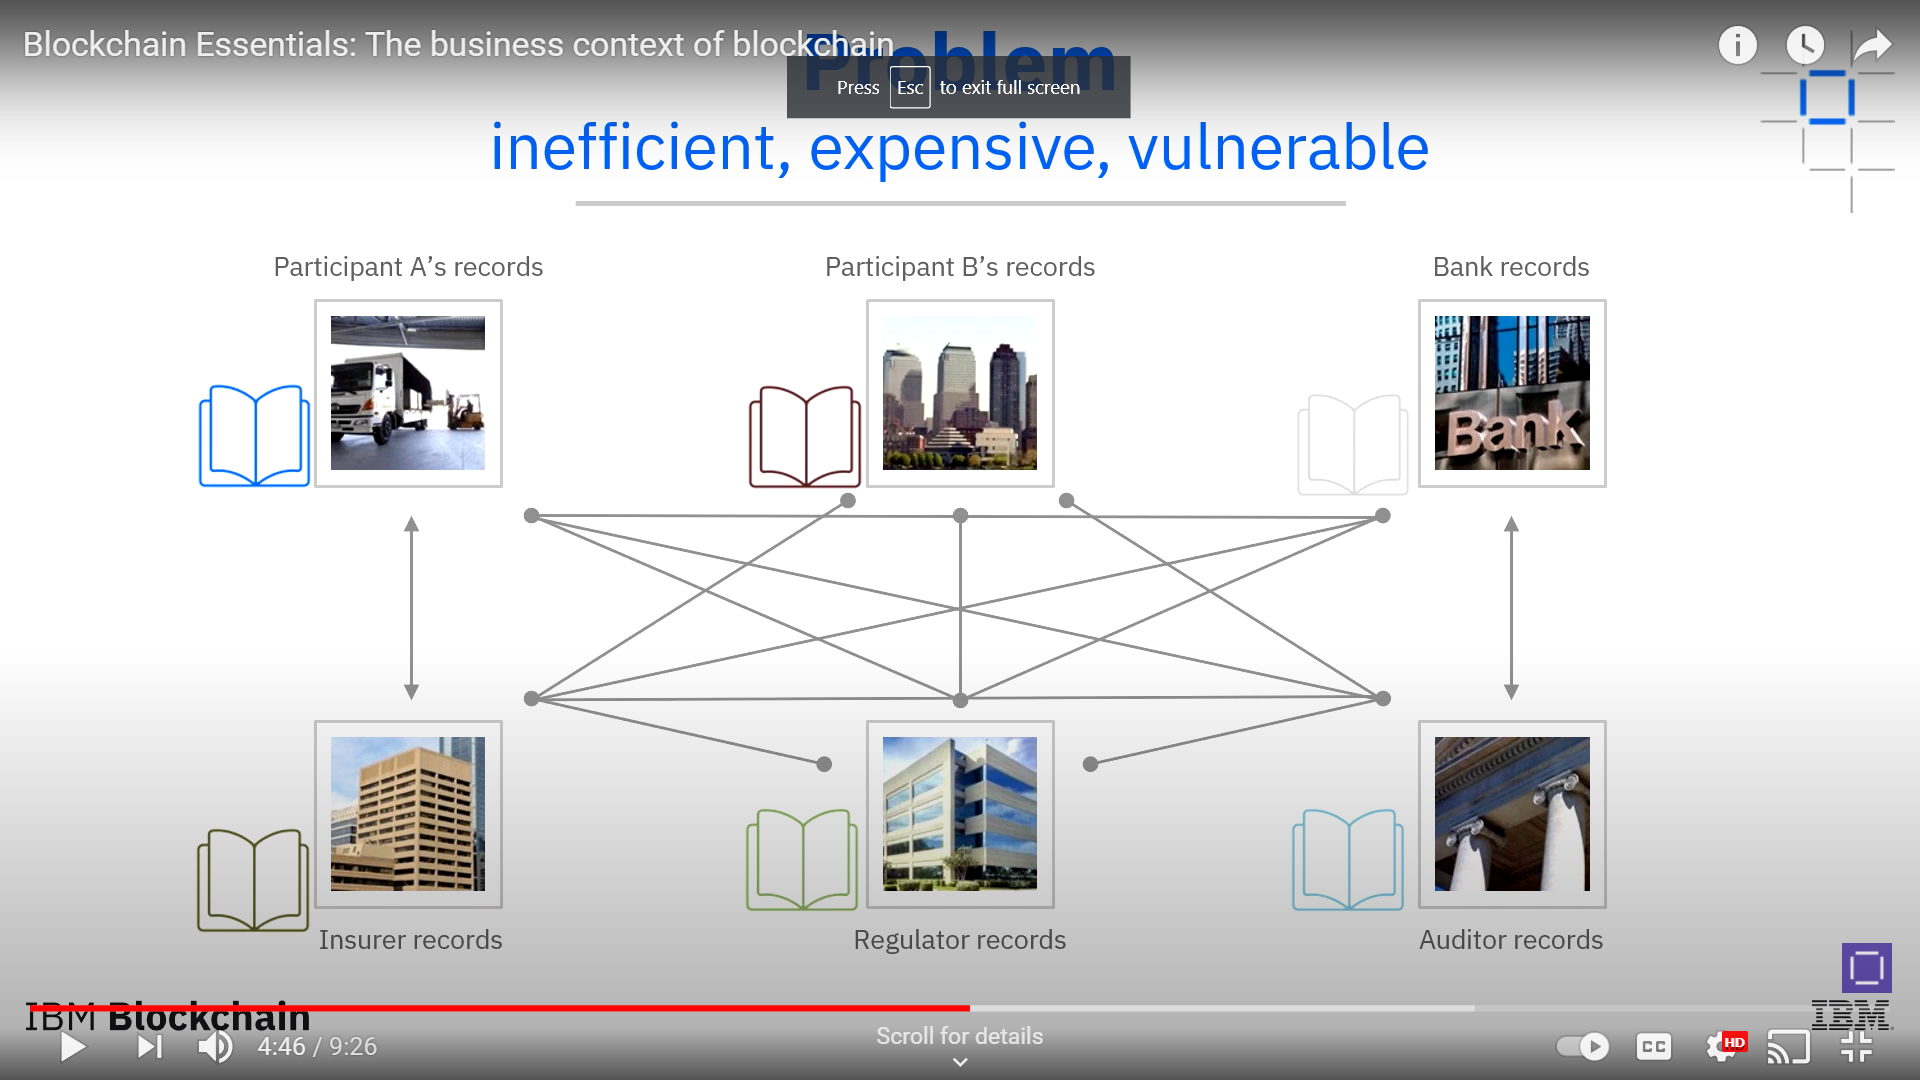 Blockchain Essentials: The business context of blockchain
Problem
Press Esc to exit full screen
inefficient, expensive, vulnerable
Participant A’s records
Participant B’s records
Bank records
Bank
Insurer records
Regulator records
Auditor records
IBM Blockchain
IBM
4:46 / 9:26
Scroll for details
CC
HD